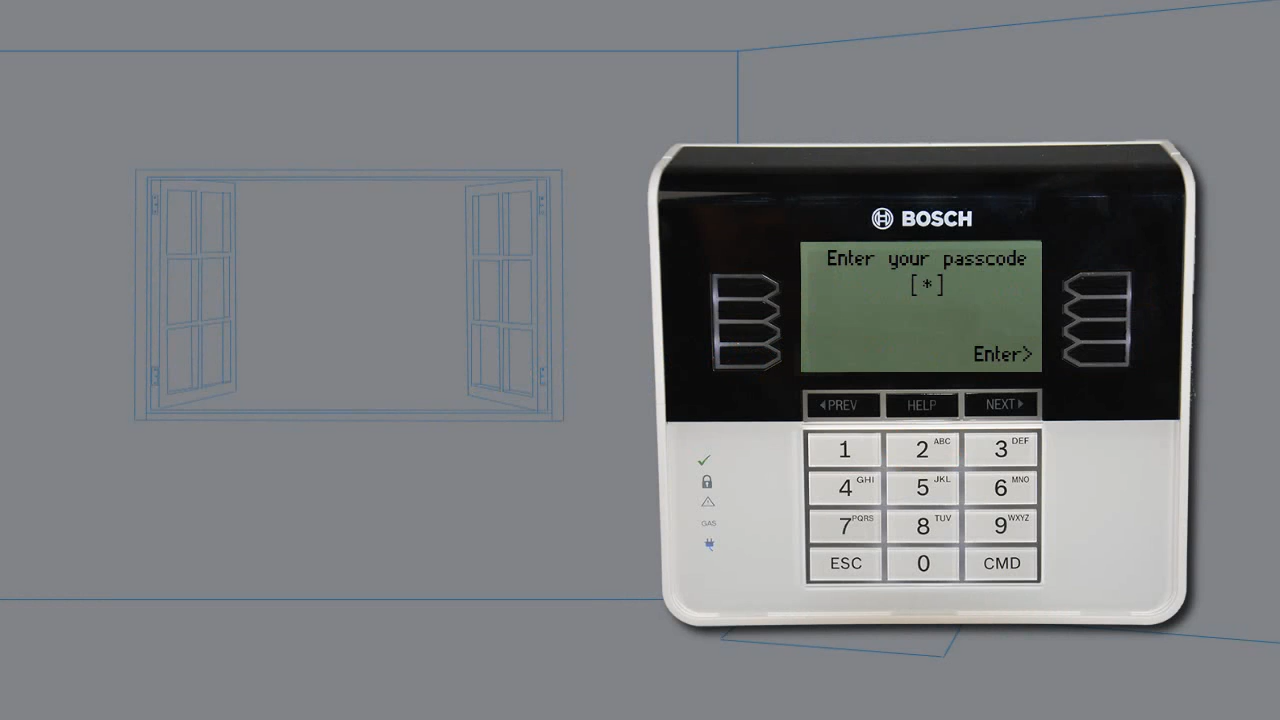 BOSCH
Enter your passcode
[*]
Enter>
PREV HELP NEXT
1 2 ABC 3 DEF
4 GHI 5 JKL 6 MNO
7 PQRS 8 TUV 9 WXYZ
ESC 0 CMD
GAS